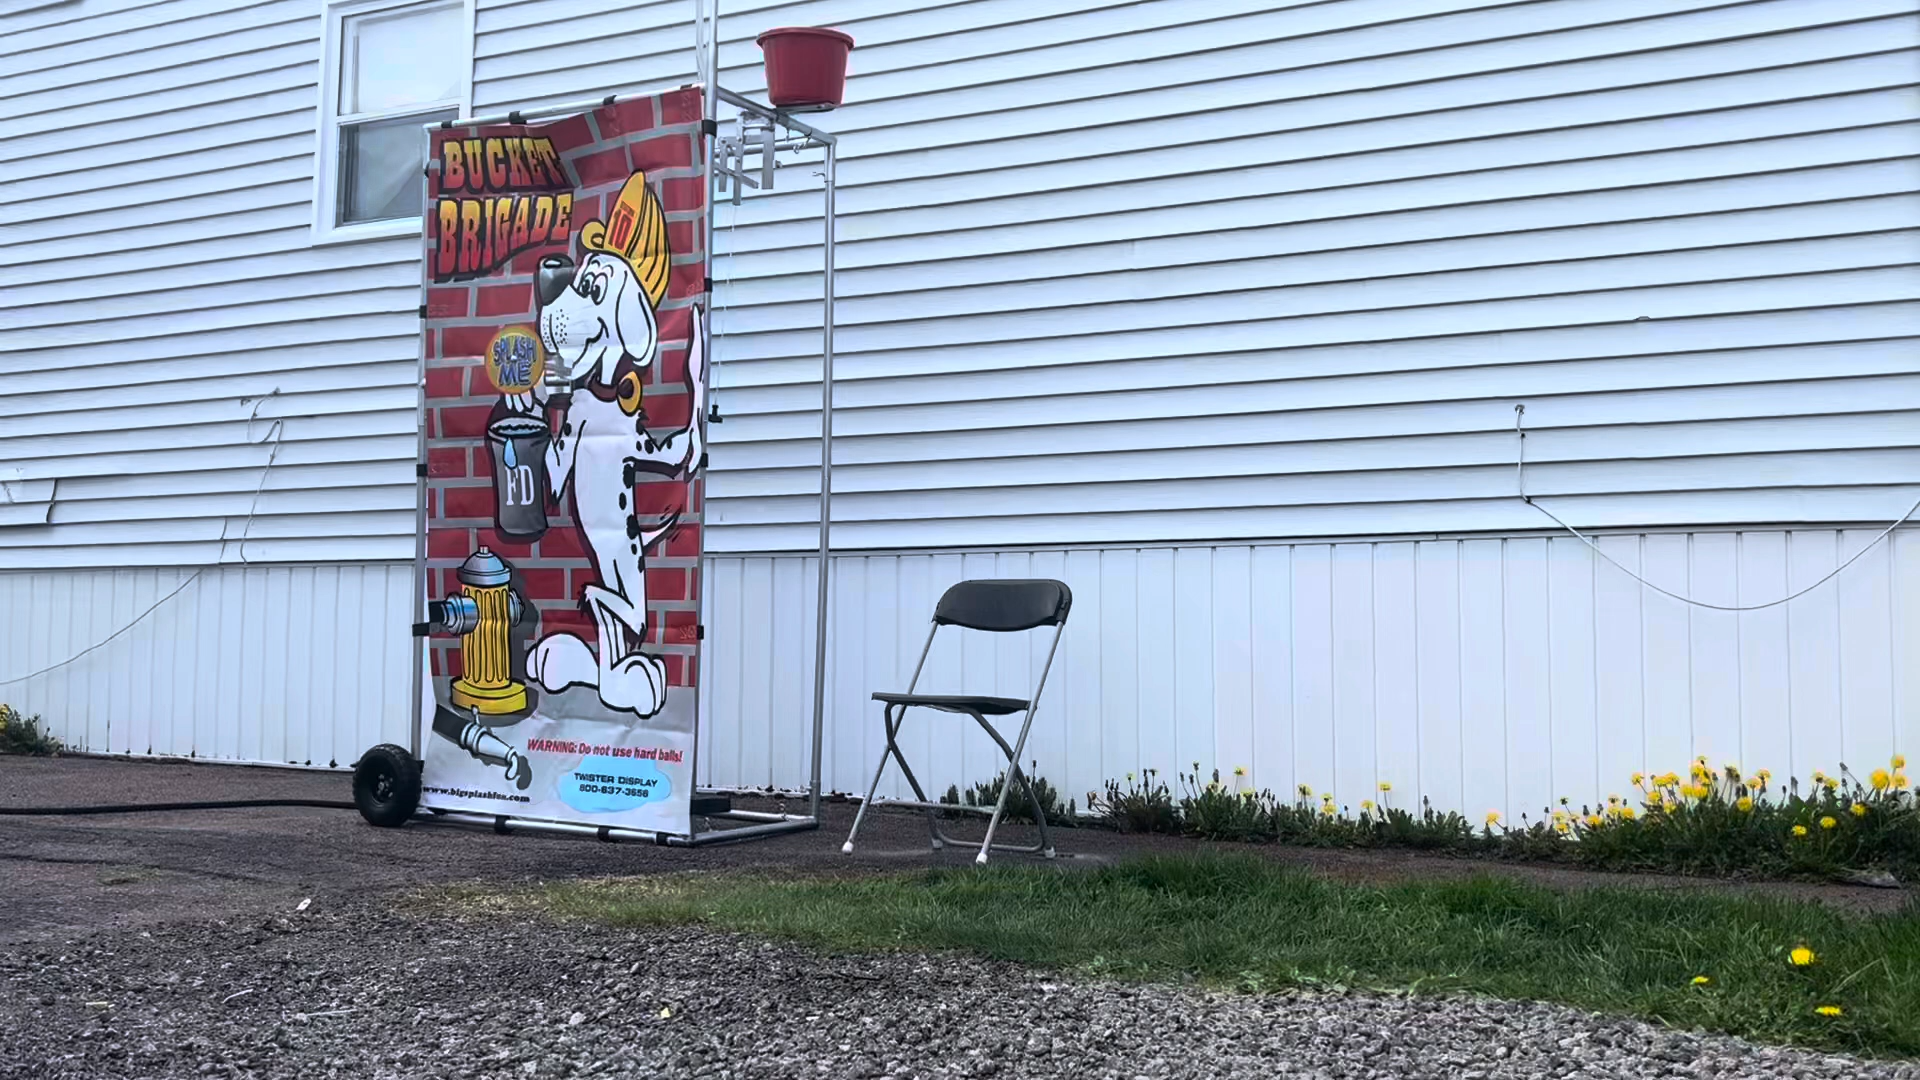 BUCKET
BRIGADE
10
SPLASH
ME
FD
WARNING: Do not use hard balls!
TWISTER DISPLAY
800-637-3656
www.bigsplashfun.com